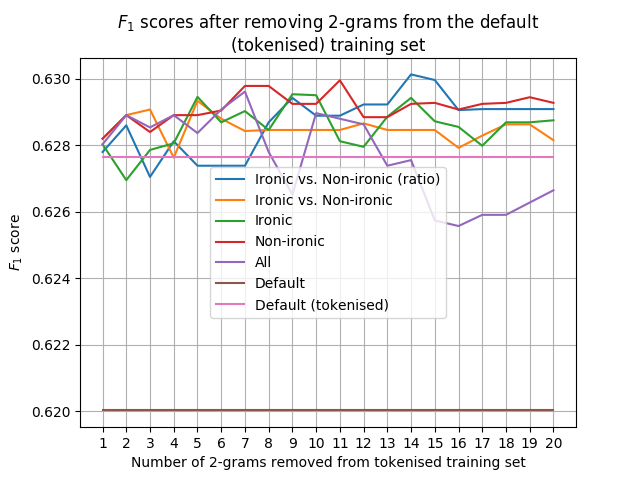 F₁ scores after removing 2-grams from the default
(tokenised) training set
0.630
0.628
0.626
0.624
0.622
0.620
F₁ score
Ironic vs. Non-ironic (ratio)
Ironic vs. Non-ironic
Ironic
Non-ironic
All
Default
Default (tokenised)
1 2 3 4 5 6 7 8 9 10 11 12 13 14 15 16 17 18 19 20
Number of 2-grams removed from tokenised training set